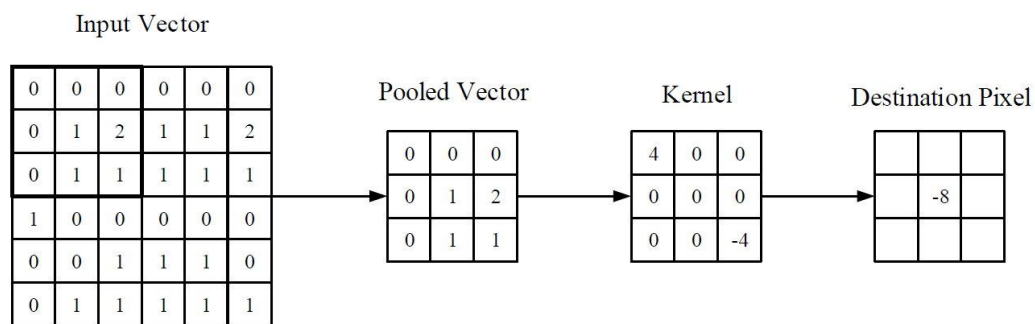 Input Vector
0 0 0 0 0 0
0 1 2 1 1 2
0 1 1 1 1 1
1 0 0 0 0 0
0 0 1 1 1 0
0 1 1 1 1 1
Pooled Vector
0 0 0
0 1 2
0 1 1
Kernel
4 0 0
0 0 0
0 0 -4
Destination Pixel
-8